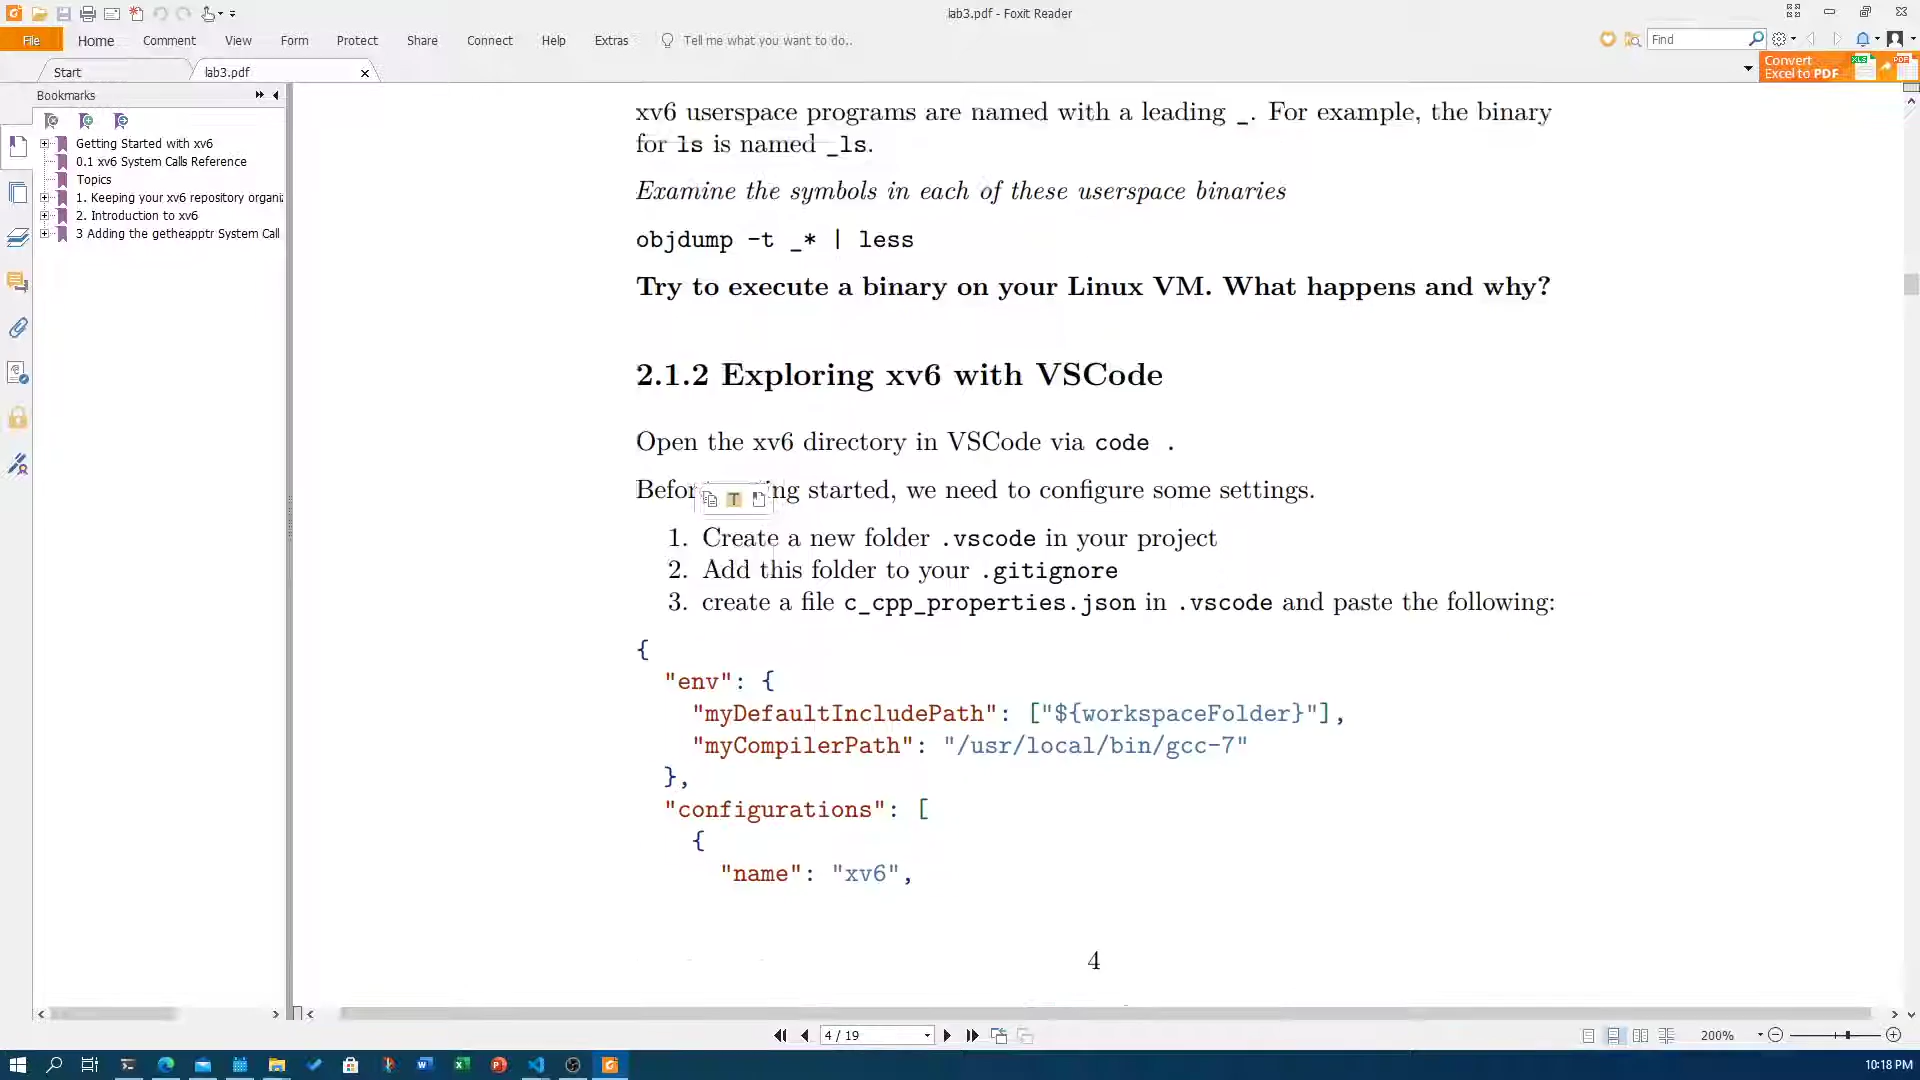 lab3.pdf - Foxit Reader
File
Home
Comment
View
Form
Protect
Share
Connect
Help
Extras
Tell me what you want to do..
Find
Start
lab3.pdf
Convert
Excel to PDF
Bookmarks
Getting Started with xv6
0.1 xv6 System Calls Reference
Topics
1. Keeping your xv6 repository organi
2. Introduction to xv6
3 Adding the getheapptr System Call
xv6 userspace programs are named with a leading _. For example, the binary
for ls is named _ls.
Examine the symbols in each of these userspace binaries
objdump -t _* | less
Try to execute a binary on your Linux VM. What happens and why?
2.1.2 Exploring xv6 with VSCode
Open the xv6 directory in VSCode via code .
Befor ng started, we need to configure some settings.
1. Create a new folder .vscode in your project
2. Add this folder to your .gitignore
3. create a file c_cpp_properties.json in .vscode and paste the following:
{
"env": {
"myDefaultIncludePath": ["${workspaceFolder}"],
"myCompilerPath": "/usr/local/bin/gcc-7"
},
"configurations": [
{
"name": "xv6",
4
4 / 19
200%
10:18 PM